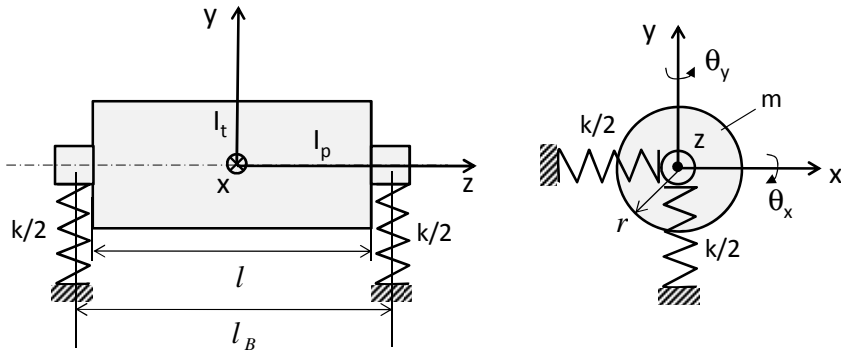 y
I_t
I_p
x
z
k/2
k/2
l
l_B
y
θ_y
m
k/2
z
x
θ_x
r
k/2